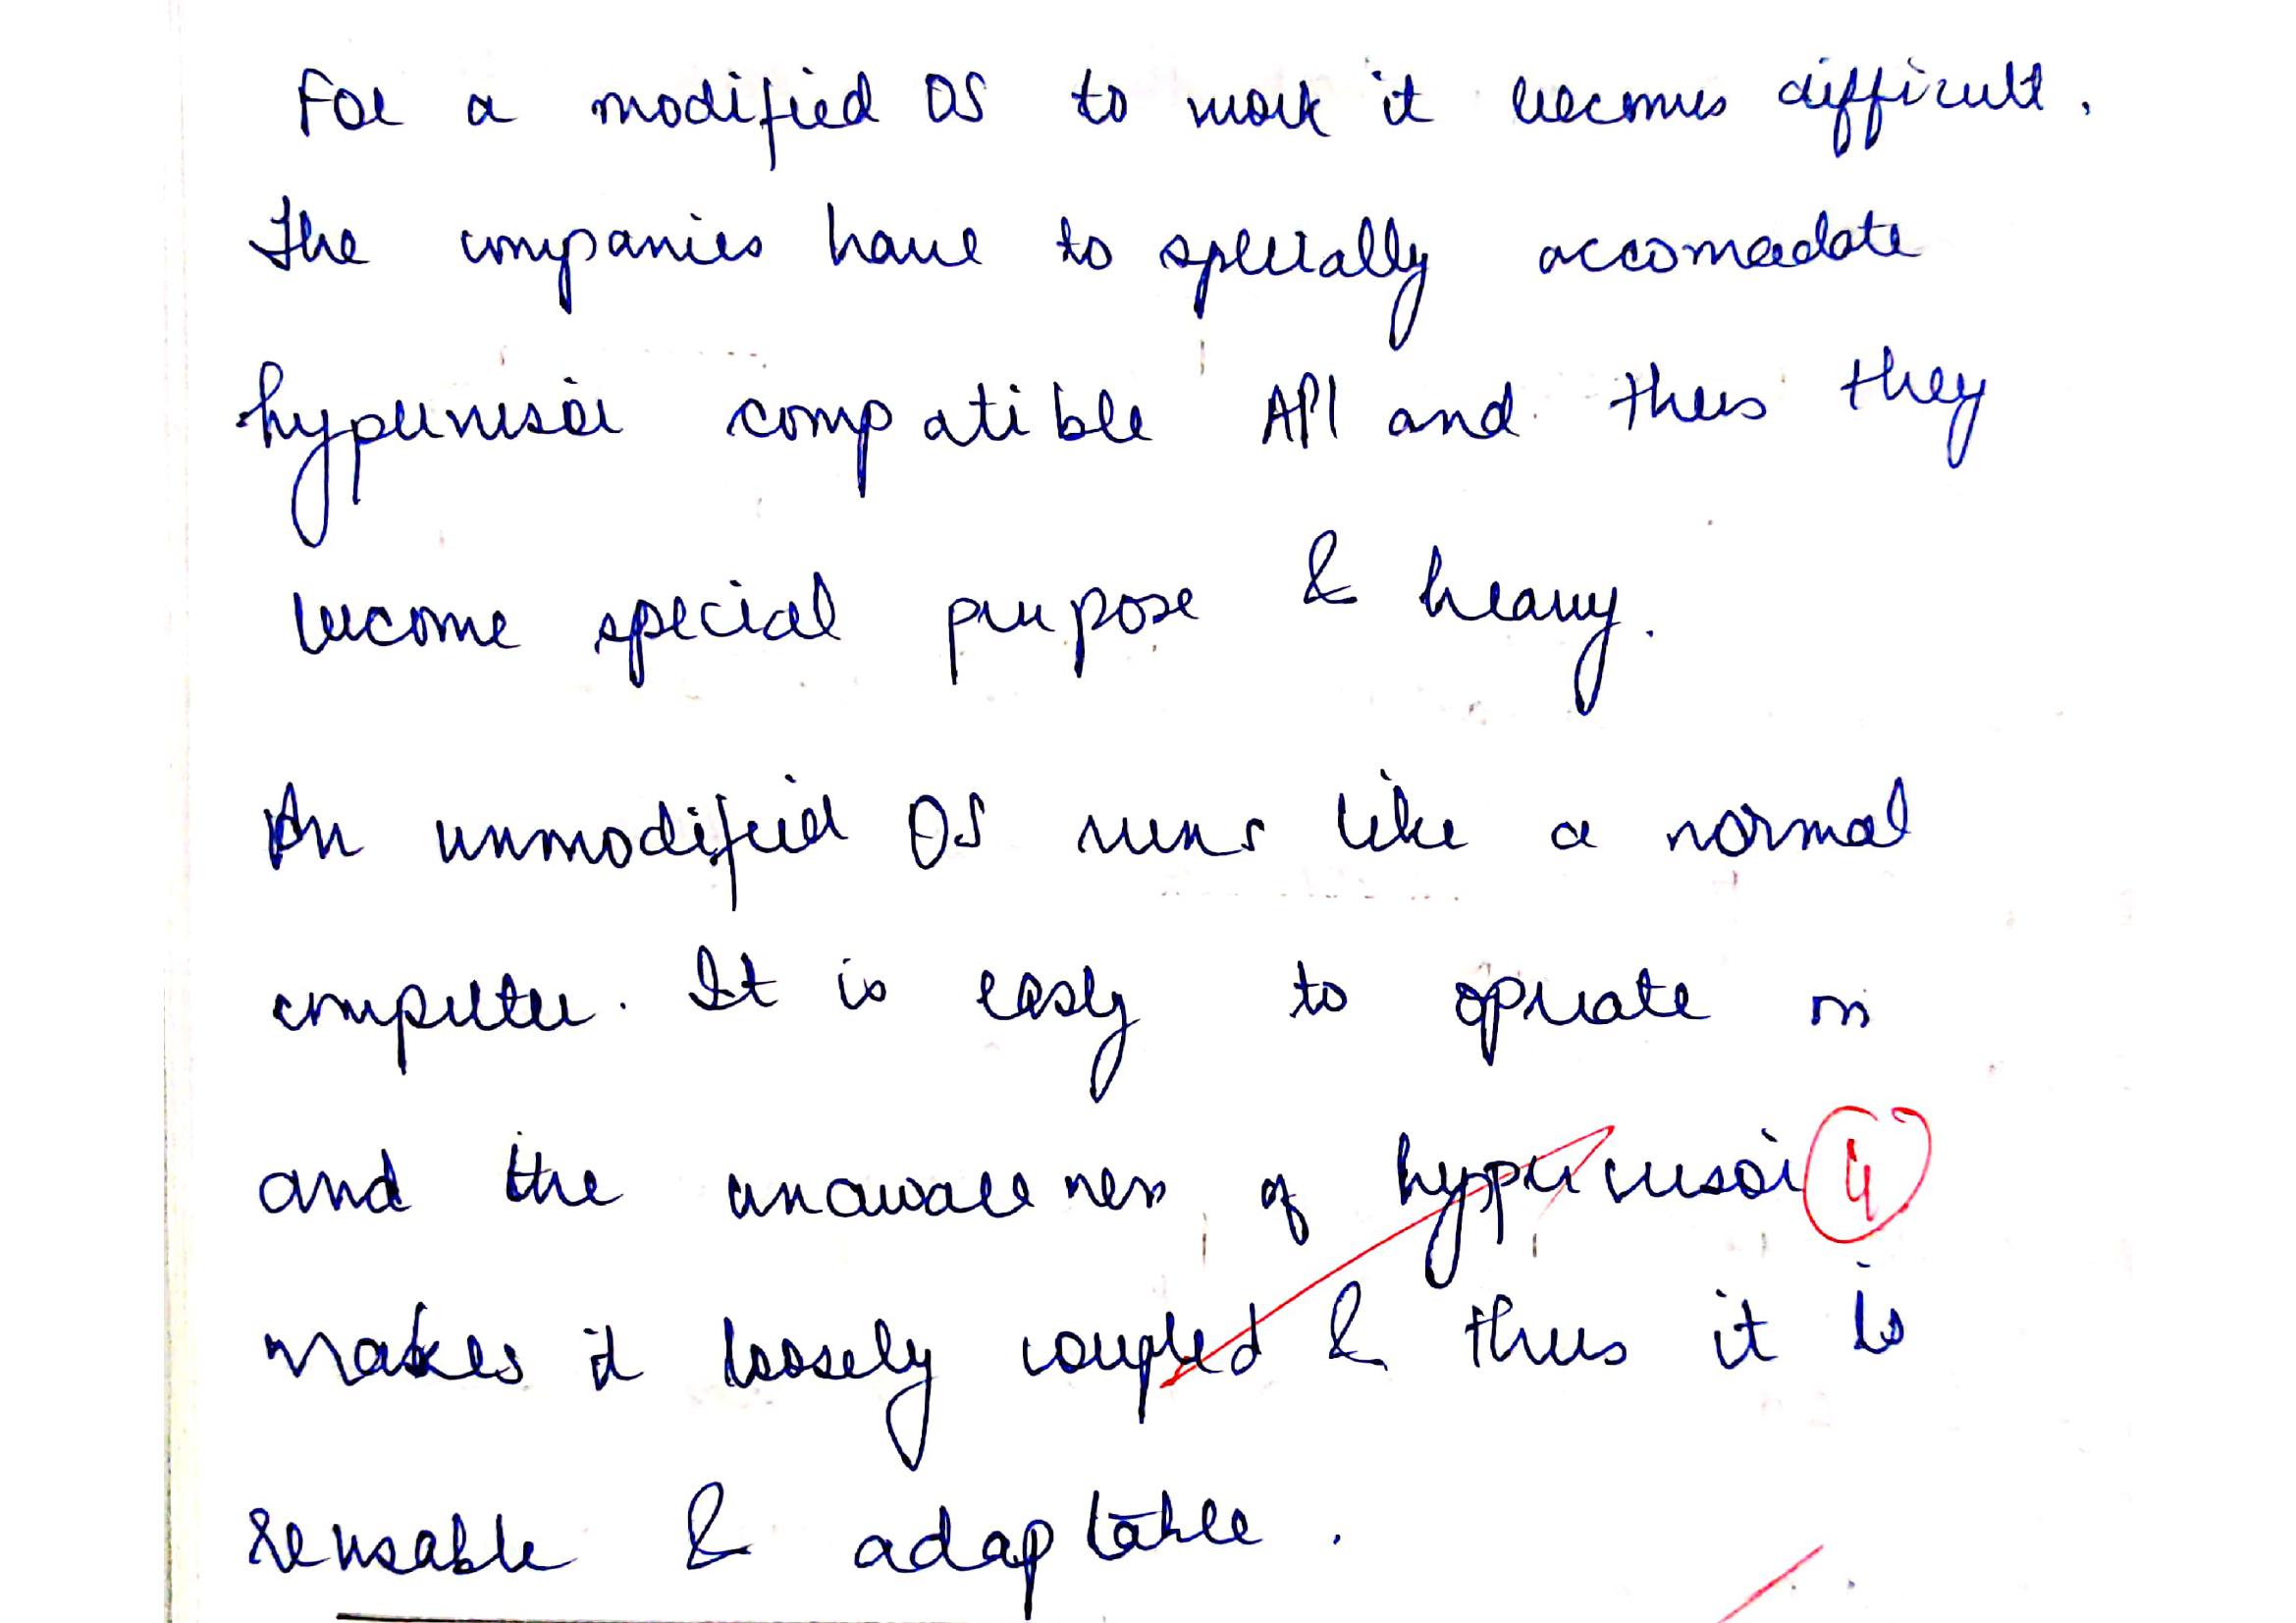 For a modified OS to work it becomes difficult.
The companies have to specially accomodate
hypervisor compatible API and thus they
become special purpose & heavy.
An unmodified OS runs like a normal
computer. It is easy to operate on
and the unawareness of hypervisor 4
makes it loosely coupled & thus it is
reusable & adaptable.